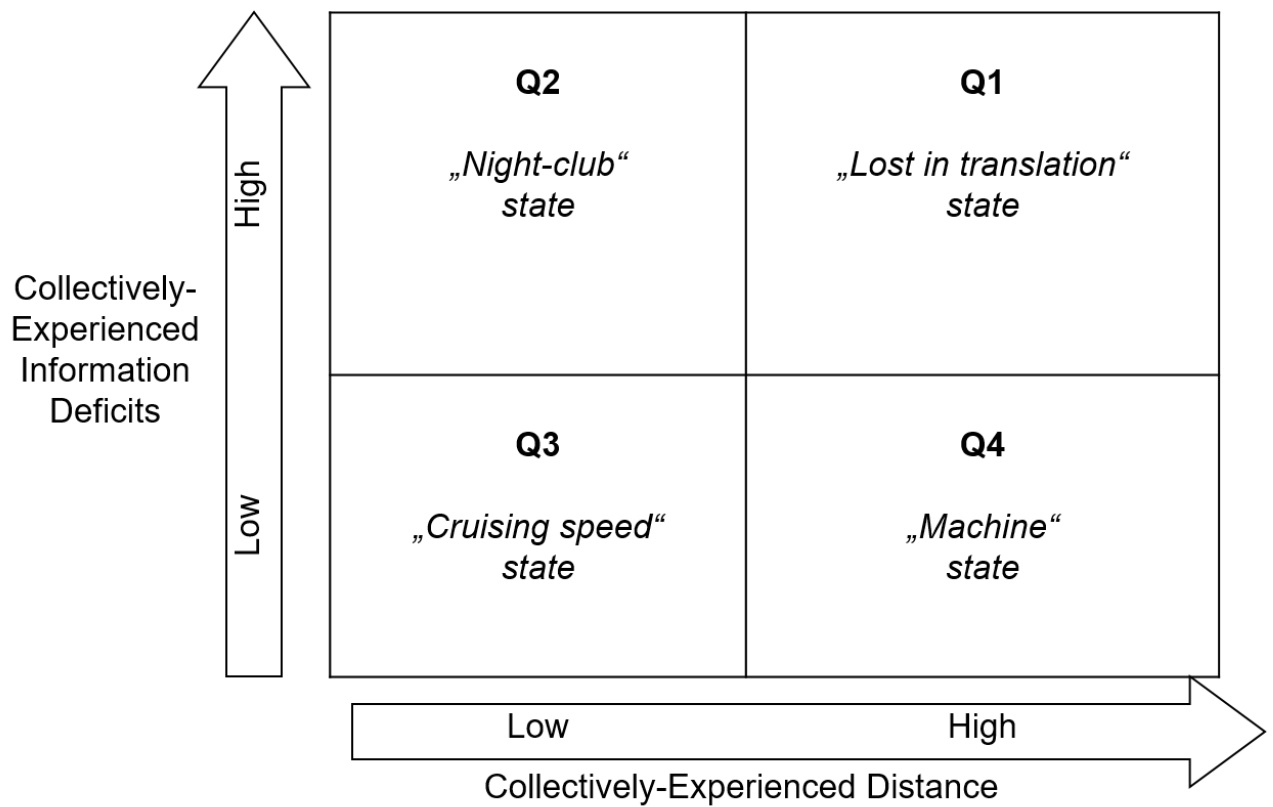 Q2
„Night-club“
state
Q1
„Lost in translation“
state
High
Collectively-
Experienced
Information
Deficits
Low
Q3
„Cruising speed“
state
Q4
„Machine“
state
Low
High
Collectively-Experienced Distance